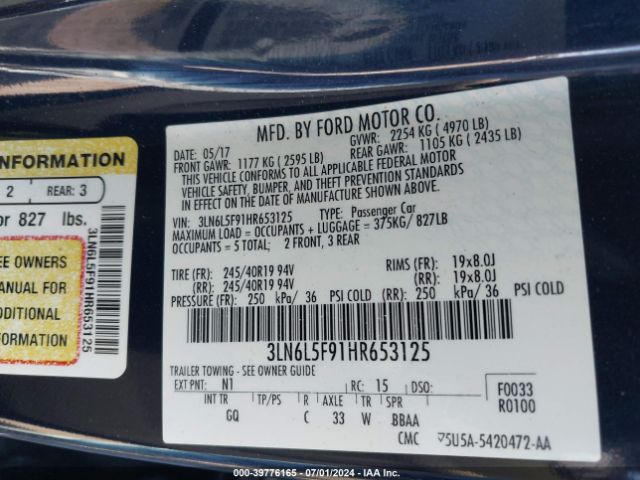 INFORMATION
2 REAR: 3
or 827 lbs.
EE OWNERS
MANUAL FOR
ADDITIONAL
3LN6L5F91HR653125
MFD. BY FORD MOTOR CO.
DATE: 05/17 GVWR: 2254 KG ( 4970 LB)
FRONT GAWR: 1177 KG ( 2595 LB) REAR GAWR: 1105 KG ( 2435 LB)
THIS VEHICLE CONFORMS TO ALL APPLICABLE FEDERAL MOTOR
VEHICLE SAFETY, BUMPER, AND THEFT PREVENTION STANDARDS
IN EFFECT ON THE DATE OF MANUFACTURE SHOWN ABOVE.
VIN: 3LN6L5F91HR653125 TYPE: Passenger Car
MAXIMUM LOAD = OCCUPANTS + LUGGAGE = 375KG/ 827LB
OCCUPANTS = 5 TOTAL; 2 FRONT, 3 REAR
TIRE (FR): 245/40R19 94V RIMS (FR): 19x8.0J
(RR): 245/40R19 94V (RR): 19x8.0J
PRESSURE (FR): 250 kPa/ 36 PSI COLD (RR): 250 kPa/ 36 PSI COLD
3LN6L5F91HR653125
TRAILER TOWING - SEE OWNER GUIDE
EXT PNT: N1 RC: 15 DSO: F0033
INT TR TP/PS R AXLE TR SPR R0100
GQ C 33 W BBAA
CMC 5U5A-5420472-AA
000-39776165 - 07/01/2024 - IAA Inc.